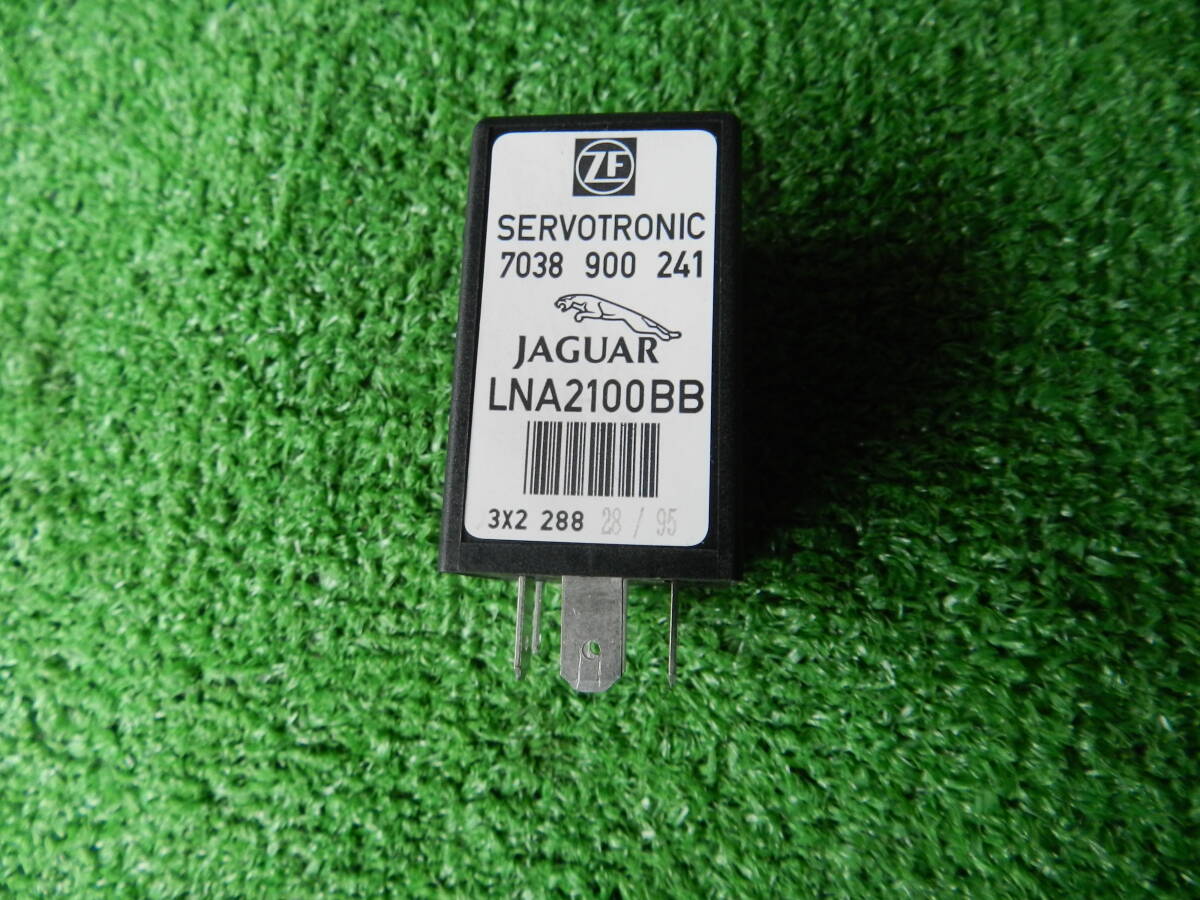 ZF
SERVOTRONIC
7038 900 241
JAGUAR
LNA2100BB
3X2 288 28 / 95